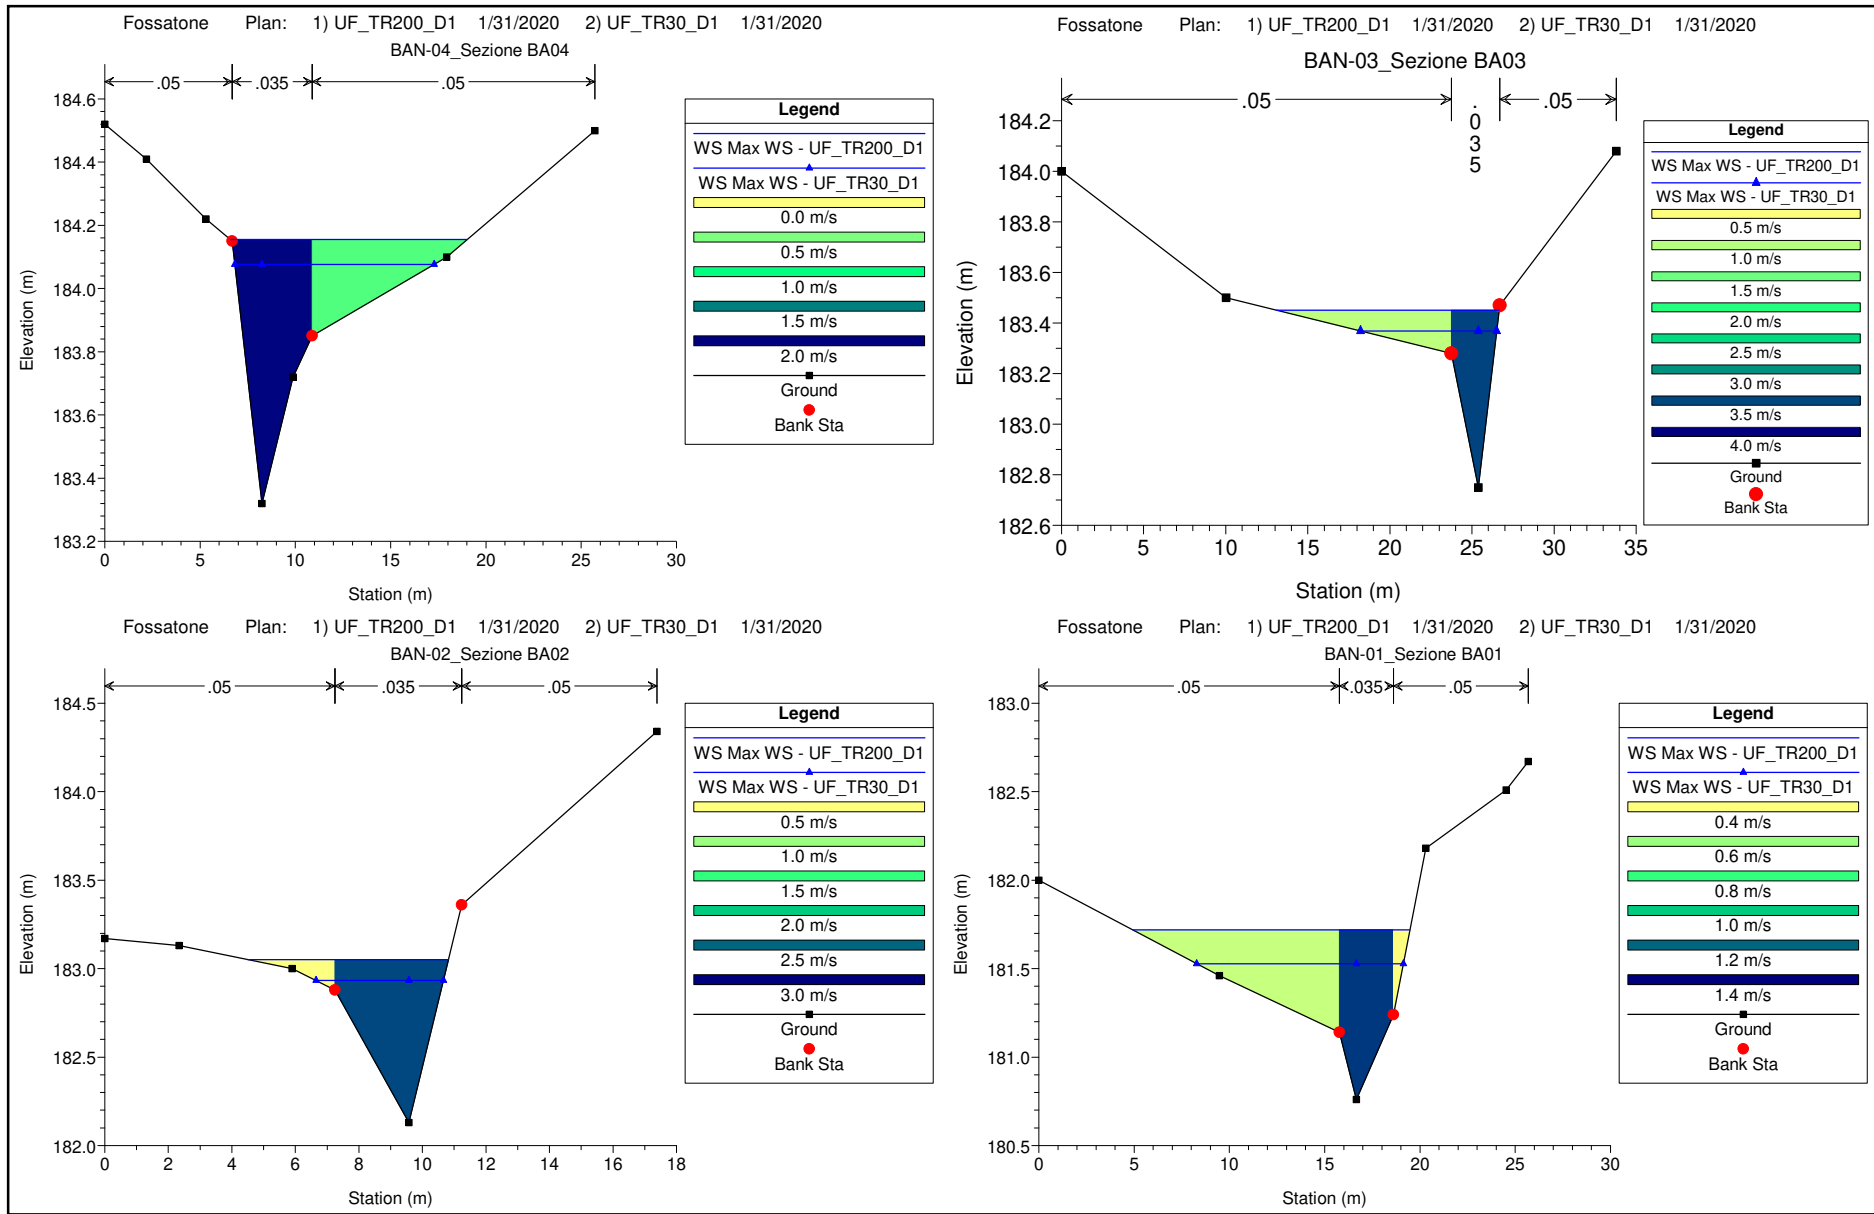 Fossatone Plan: 1) UF_TR200_D1 1/31/2020 2) UF_TR30_D1 1/31/2020
BAN-04_Sezione BA04
.05 .035 .05
184.6
184.4
184.2
184.0
183.8
183.6
183.4
183.2
Elevation (m)
0 5 10 15 20 25 30
Station (m)
Legend
WS Max WS - UF_TR200_D1
WS Max WS - UF_TR30_D1
0.0 m/s
0.5 m/s
1.0 m/s
1.5 m/s
2.0 m/s
Ground
Bank Sta
Fossatone Plan: 1) UF_TR200_D1 1/31/2020 2) UF_TR30_D1 1/31/2020
BAN-03_Sezione BA03
.05 .035 .05
184.2
184.0
183.8
183.6
183.4
183.2
183.0
182.8
182.6
Elevation (m)
0 5 10 15 20 25 30 35
Station (m)
Legend
WS Max WS - UF_TR200_D1
WS Max WS - UF_TR30_D1
0.5 m/s
1.0 m/s
1.5 m/s
2.0 m/s
2.5 m/s
3.0 m/s
3.5 m/s
4.0 m/s
Ground
Bank Sta
Fossatone Plan: 1) UF_TR200_D1 1/31/2020 2) UF_TR30_D1 1/31/2020
BAN-02_Sezione BA02
.05 .035 .05
184.5
184.0
183.5
183.0
182.5
182.0
Elevation (m)
0 2 4 6 8 10 12 14 16 18
Station (m)
Legend
WS Max WS - UF_TR200_D1
WS Max WS - UF_TR30_D1
0.5 m/s
1.0 m/s
1.5 m/s
2.0 m/s
2.5 m/s
3.0 m/s
Ground
Bank Sta
Fossatone Plan: 1) UF_TR200_D1 1/31/2020 2) UF_TR30_D1 1/31/2020
BAN-01_Sezione BA01
.05 .035 .05
183.0
182.5
182.0
181.5
181.0
180.5
Elevation (m)
0 5 10 15 20 25 30
Station (m)
Legend
WS Max WS - UF_TR200_D1
WS Max WS - UF_TR30_D1
0.4 m/s
0.6 m/s
0.8 m/s
1.0 m/s
1.2 m/s
1.4 m/s
Ground
Bank Sta